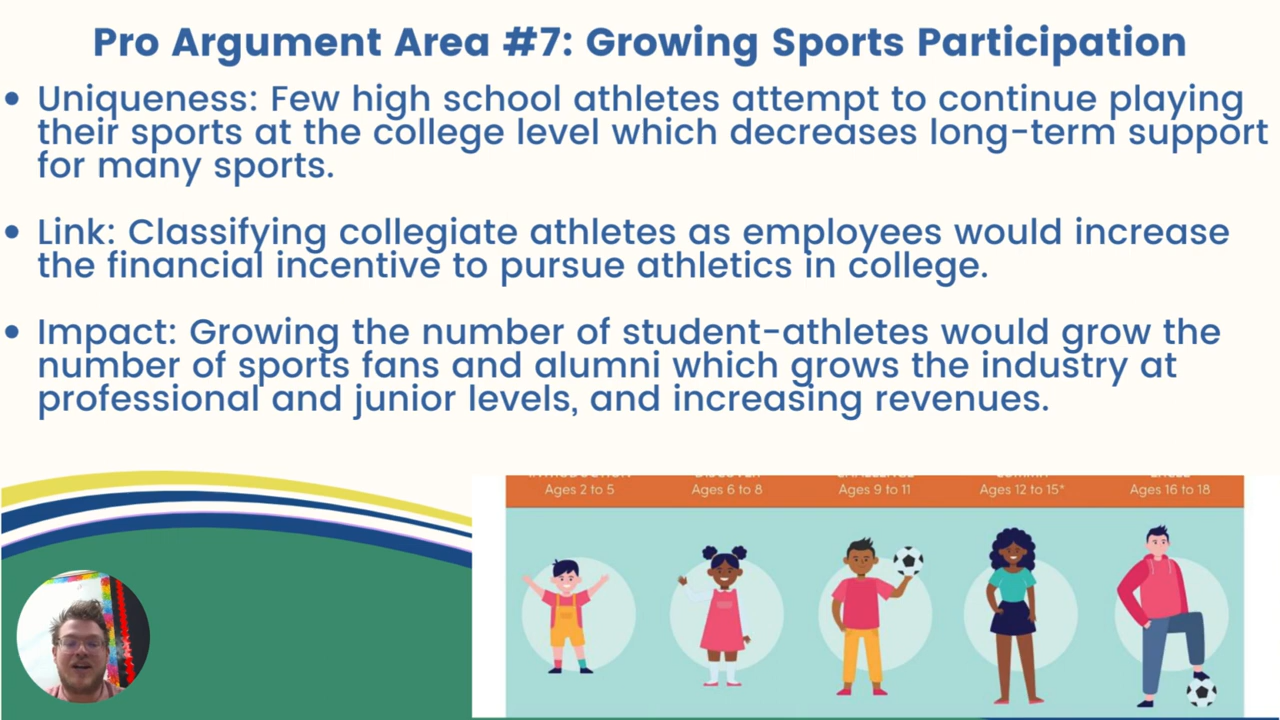 Pro Argument Area #7: Growing Sports Participation
• Uniqueness: Few high school athletes attempt to continue playing
their sports at the college level which decreases long-term support
for many sports.
• Link: Classifying collegiate athletes as employees would increase
the financial incentive to pursue athletics in college.
• Impact: Growing the number of student-athletes would grow the
number of sports fans and alumni which grows the industry at
professional and junior levels, and increasing revenues.
Ages 2 to 5 Ages 6 to 8 Ages 9 to 11 Ages 12 to 15* Ages 16 to 18